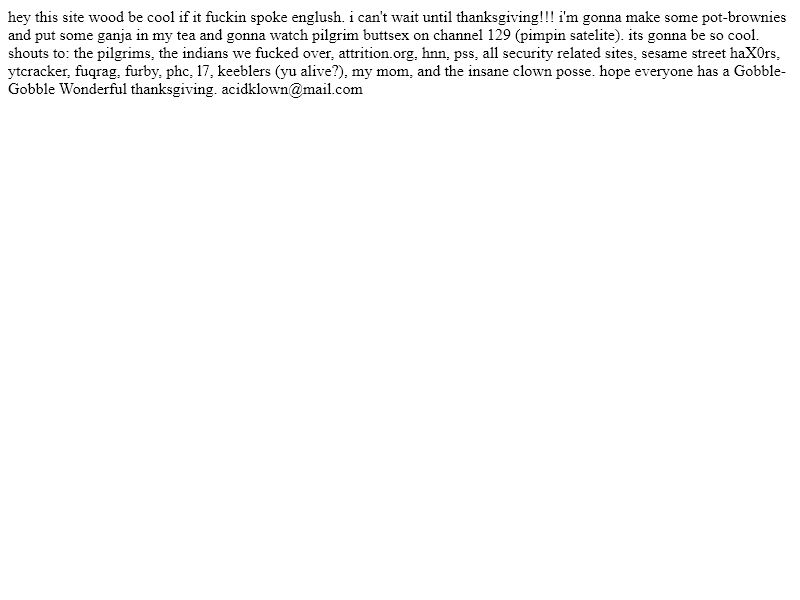 hey this site wood be cool if it fuckin spoke englush. i can't wait until thanksgiving!!! i'm gonna make some pot-brownies
and put some ganja in my tea and gonna watch pilgrim buttsex on channel 129 (pimpin satelite). its gonna be so cool.
shouts to: the pilgrims, the indians we fucked over, attrition.org, hnn, pss, all security related sites, sesame street haX0rs,
ytcracker, fuqrag, furby, phc, l7, keeblers (yu alive?), my mom, and the insane clown posse. hope everyone has a Gobble-
Gobble Wonderful thanksgiving. acidklown@mail.com